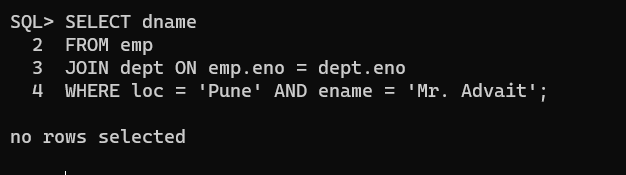 SQL> SELECT dname
  2  FROM emp
  3  JOIN dept ON emp.eno = dept.eno
  4  WHERE loc = 'Pune' AND ename = 'Mr. Advait';
no rows selected